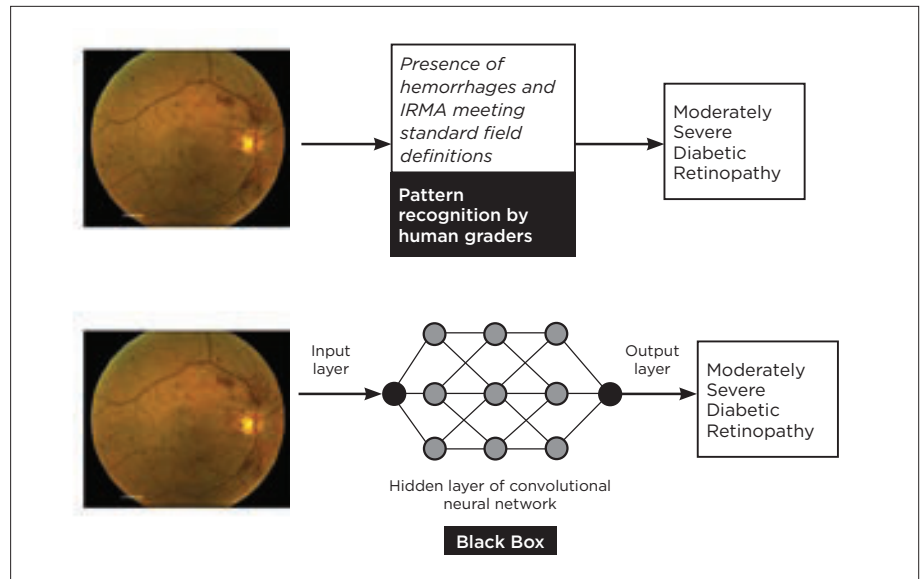 Presence of
hemorrhages and
IRMA meeting
standard field
definitions
Pattern
recognition by
human graders
Moderately
Severe
Diabetic
Retinopathy
Input
layer
Output
layer
Moderately
Severe
Diabetic
Retinopathy
Hidden layer of convolutional
neural network
Black Box